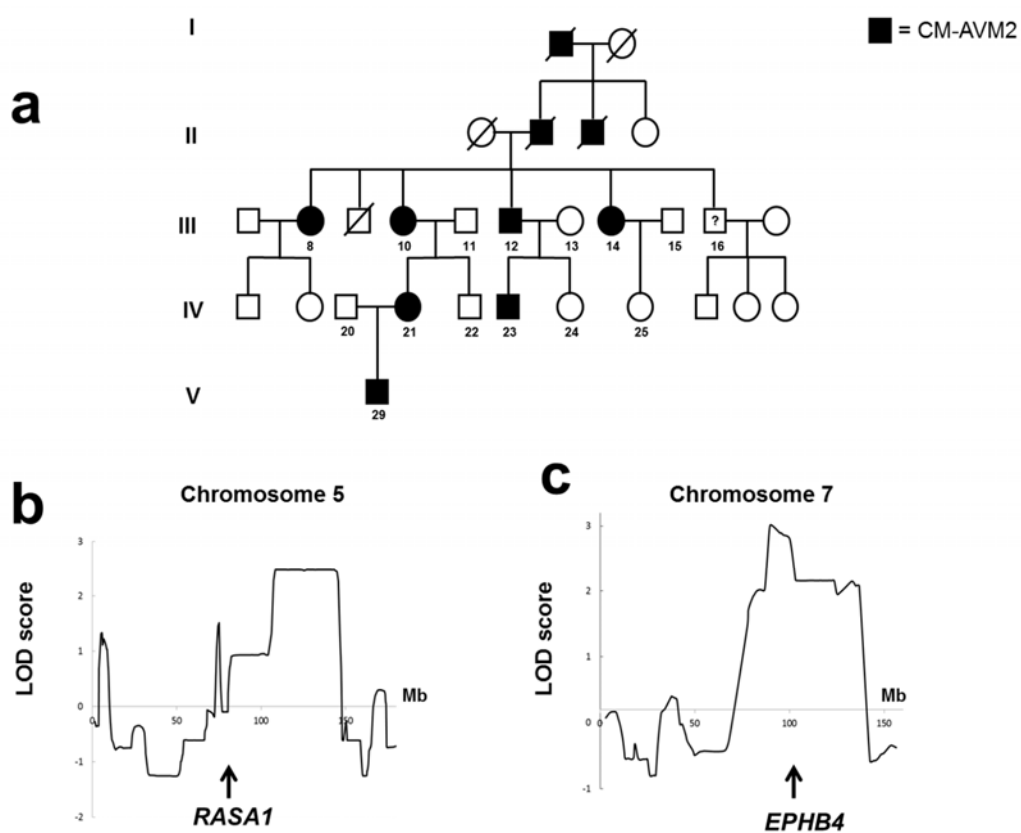 I
= CM-AVM2
a
II
III
?
8 10 11 12 13 14 15 16
IV
20 21 22 23 24 25
V
29
b
Chromosome 5
LOD score
3
2
1
0
-1
-2
0 50 100 150
Mb
RASA1
c
Chromosome 7
LOD score
3
2
1
0
-1
0 50 100 150
Mb
EPHB4